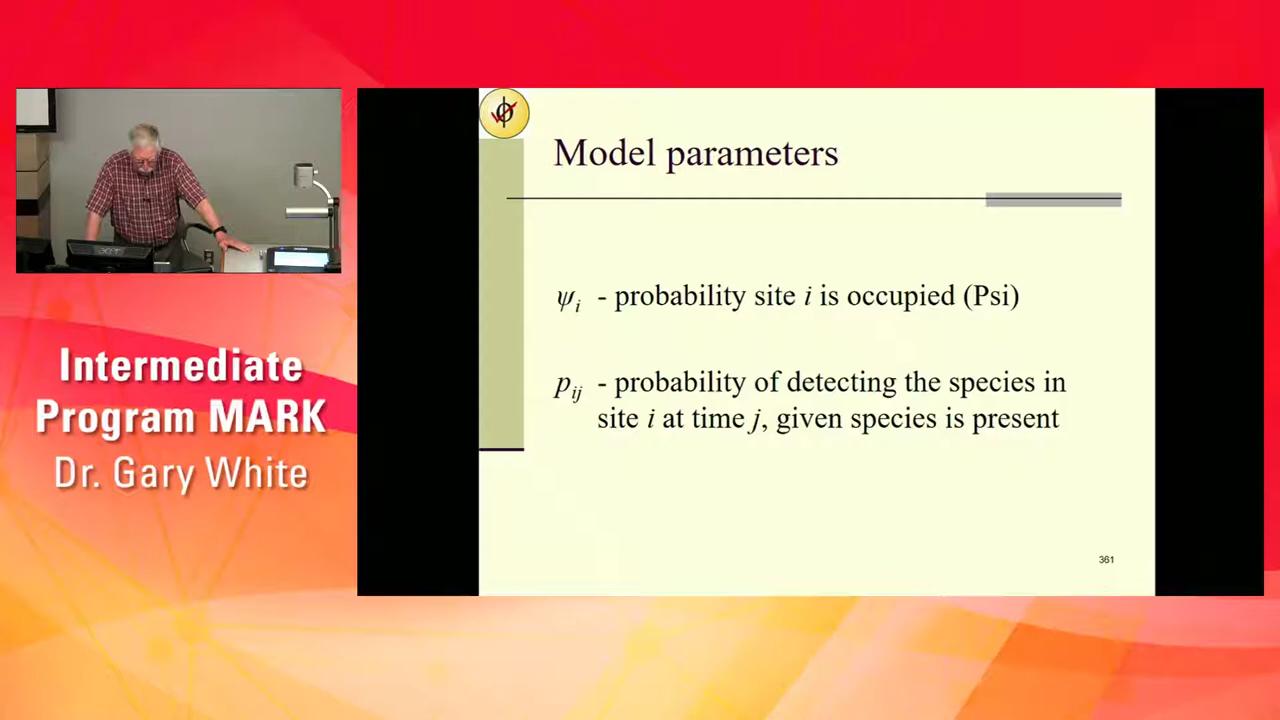 Model parameters
ψi - probability site i is occupied (Psi)
pij - probability of detecting the species in
site i at time j, given species is present
361
Intermediate
Program MARK
Dr. Gary White